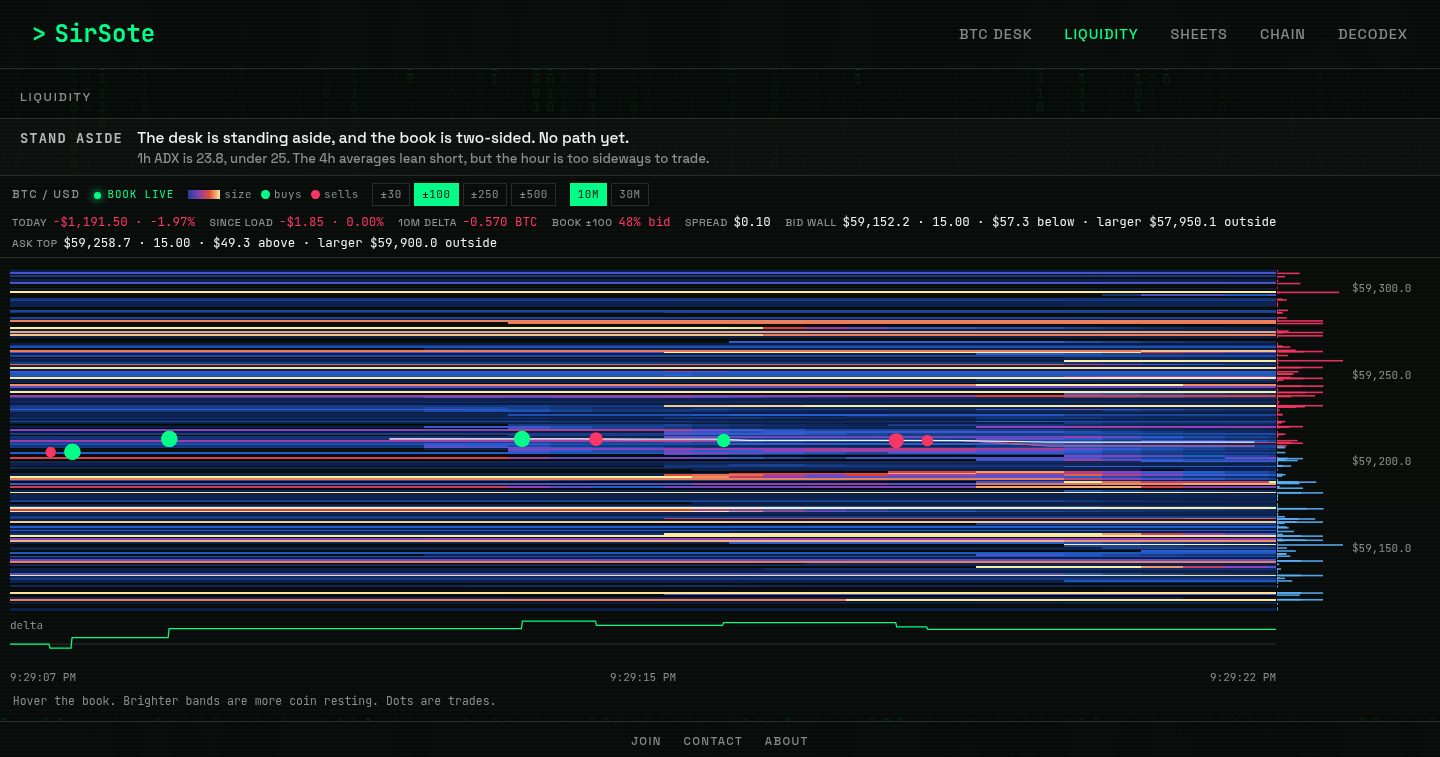 > SirSote
BTC DESK LIQUIDITY SHEETS CHAIN DECODEX
LIQUIDITY
STAND ASIDE The desk is standing aside, and the book is two-sided. No path yet.
1h ADX is 23.8, under 25. The 4h averages lean short, but the hour is too sideways to trade.
BTC / USD BOOK LIVE size buys sells ±30 ±100 ±250 ±500 10M 30M
TODAY -$1,191.50 · -1.97% SINCE LOAD -$1.85 · 0.00% 10M DELTA -0.570 BTC BOOK ±100 48% bid SPREAD $0.10 BID WALL $59,152.2 · 15.00 · $57.3 below · larger $57,950.1 outside
ASK TOP $59,258.7 · 15.00 · $49.3 above · larger $59,900.0 outside
$59,300.0
$59,250.0
$59,200.0
$59,150.0
delta
9:29:07 PM 9:29:15 PM 9:29:22 PM
Hover the book. Brighter bands are more coin resting. Dots are trades.
JOIN CONTACT ABOUT